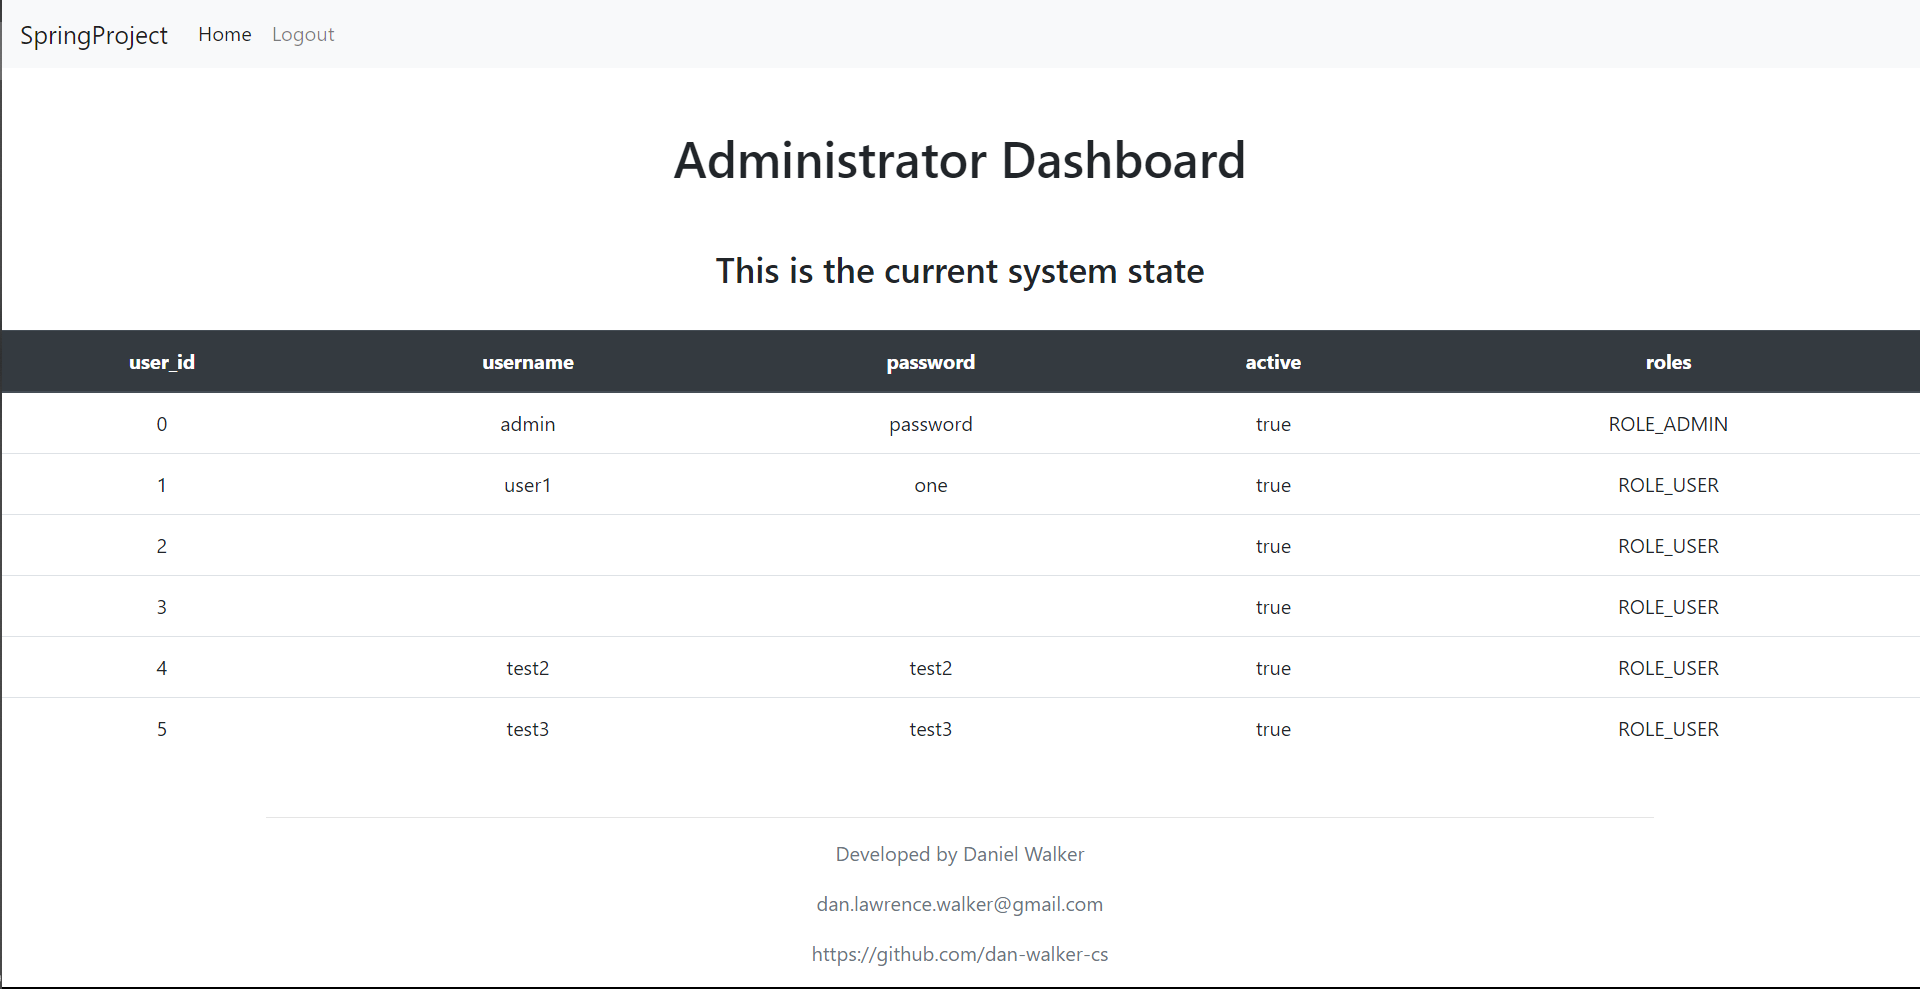 SpringProject Home Logout
Administrator Dashboard
This is the current system state
user_id username password active roles
0 admin password true ROLE_ADMIN
1 user1 one true ROLE_USER
2 true ROLE_USER
3 true ROLE_USER
4 test2 test2 true ROLE_USER
5 test3 test3 true ROLE_USER
Developed by Daniel Walker
dan.lawrence.walker@gmail.com
https://github.com/dan-walker-cs